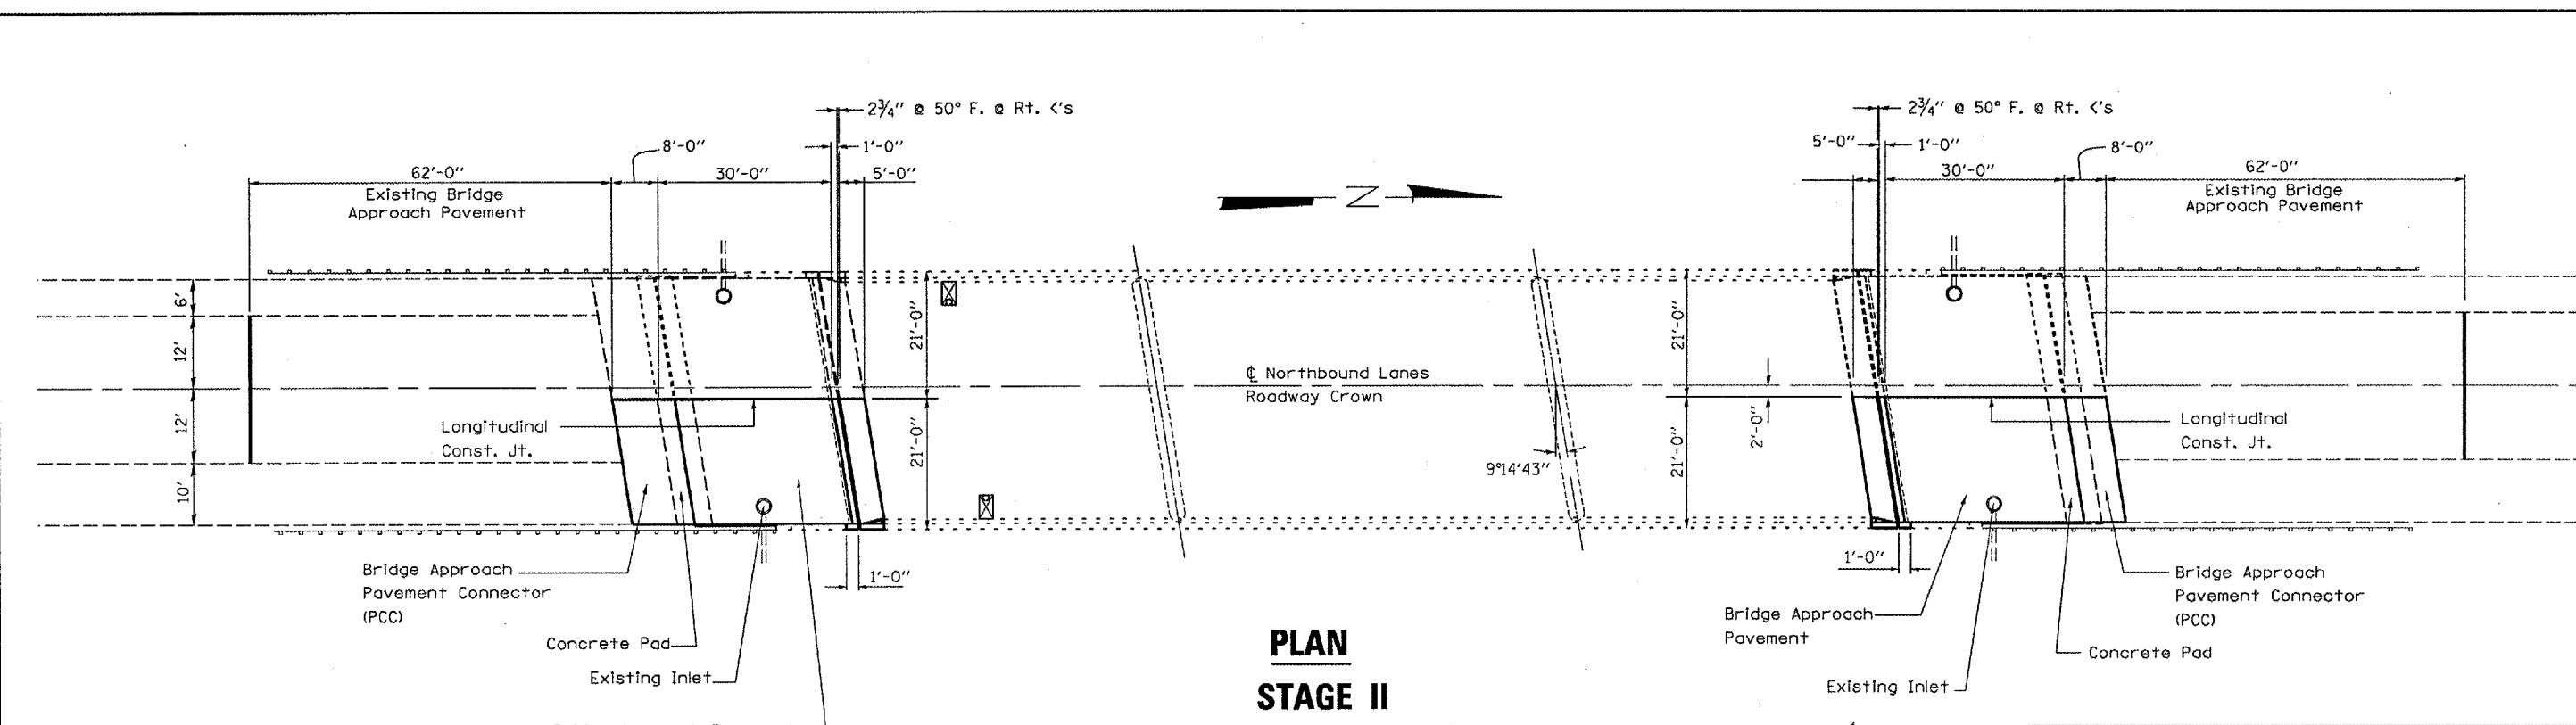 2¾" @ 50° F. @ Rt. <'s
2¾" @ 50° F. @ Rt. <'s
8'-0"
1'-0"
5'-0"
1'-0"
8'-0"
62'-0"
30'-0"
5'-0"
30'-0"
62'-0"
Existing Bridge
Approach Pavement
Existing Bridge
Approach Pavement
N
6'
12'
12'
10'
21'-0"
21'-0"
21'-0"
21'-0"
2'-0"
℄ Northbound Lanes
Roadway Crown
Longitudinal
Const. Jt.
Longitudinal
Const. Jt.
9°14'43"
1'-0"
1'-0"
Bridge Approach
Pavement Connector
(PCC)
Concrete Pad
Existing Inlet
Bridge Approach
Pavement
Bridge Approach
Pavement Connector
(PCC)
Concrete Pad
Existing Inlet
PLAN
STAGE II